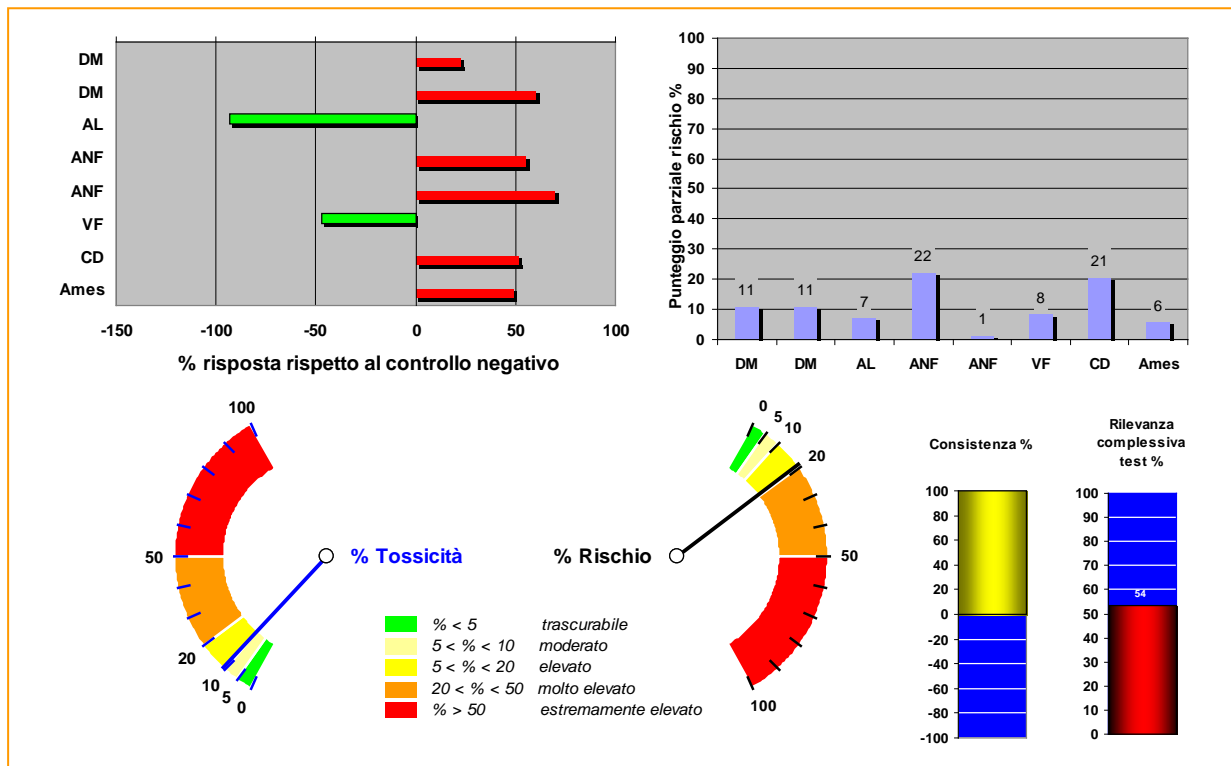 DM
DM
AL
ANF
ANF
VF
CD
Ames
-150 -100 -50 0 50 100
% risposta rispetto al controllo negativo
Punteggio parziale rischio %
100
90
80
70
60
50
40
30
20
10
0
11 11 7 22 1 8 21 6
DM DM AL ANF ANF VF CD Ames
100
50
20
10
5
0
% Tossicità
0
5
10
20
50
100
% Rischio
% < 5 trascurabile
5 < % < 10 moderato
5 < % < 20 elevato
20 < % < 50 molto elevato
% > 50 estremamente elevato
Consistenza %
100
80
60
40
20
0
-20
-40
-60
-80
-100
Rilevanza
complessiva
test %
100
90
80
70
60
50
40
30
20
10
0
54